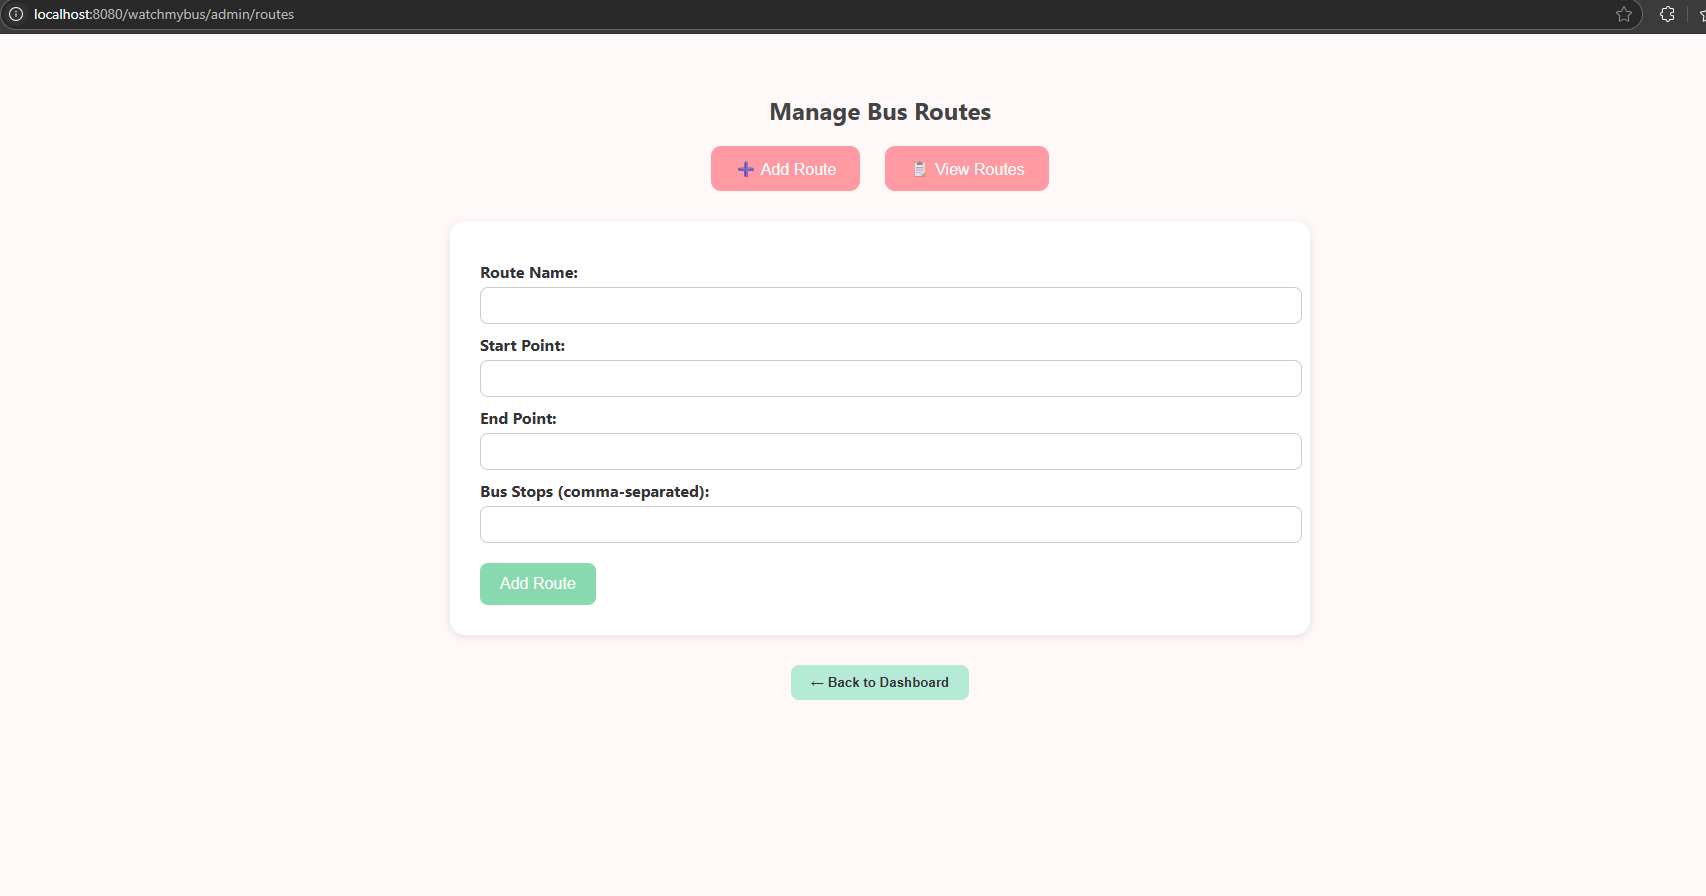 localhost:8080/watchmybus/admin/routes
Manage Bus Routes
➕ Add Route 📋 View Routes
Route Name:
Start Point:
End Point:
Bus Stops (comma-separated):
Add Route
← Back to Dashboard